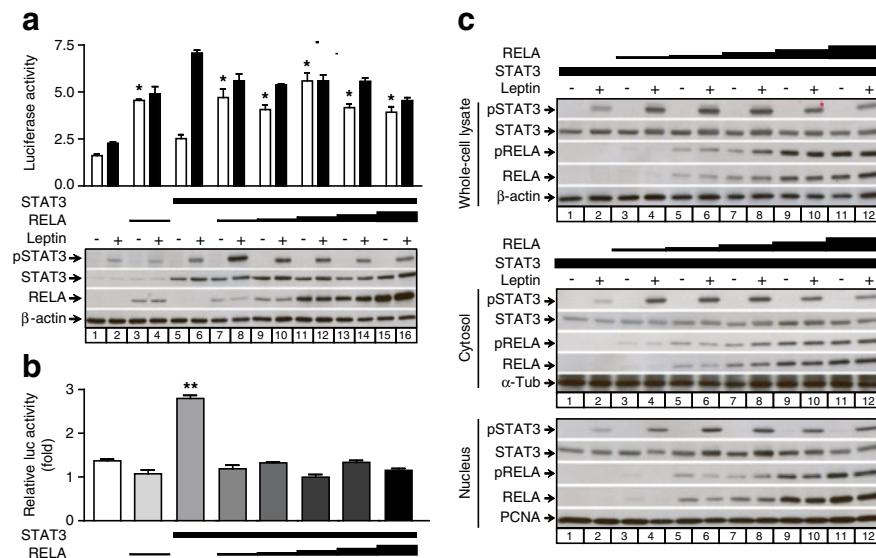 a
7.5
5.0
2.5
0.0
Luciferase activity
* * * * * *
STAT3
RELA
Leptin - + - + - + - + - + - + - + - +
pSTAT3
STAT3
RELA
β-actin
1 2 3 4 5 6 7 8 9 10 11 12 13 14 15 16
b
3
2
1
0
Relative luc activity
(fold)
**
STAT3
RELA
c
RELA
STAT3
Leptin - + - + - + - + - + - +
Whole-cell lysate
pSTAT3
*
STAT3
pRELA
RELA
β-actin
1 2 3 4 5 6 7 8 9 10 11 12
RELA
STAT3
Leptin - + - + - + - + - + - +
Cytosol
pSTAT3
STAT3
pRELA
RELA
α-Tub
1 2 3 4 5 6 7 8 9 10 11 12
Nucleus
pSTAT3
STAT3
pRELA
RELA
PCNA
1 2 3 4 5 6 7 8 9 10 11 12